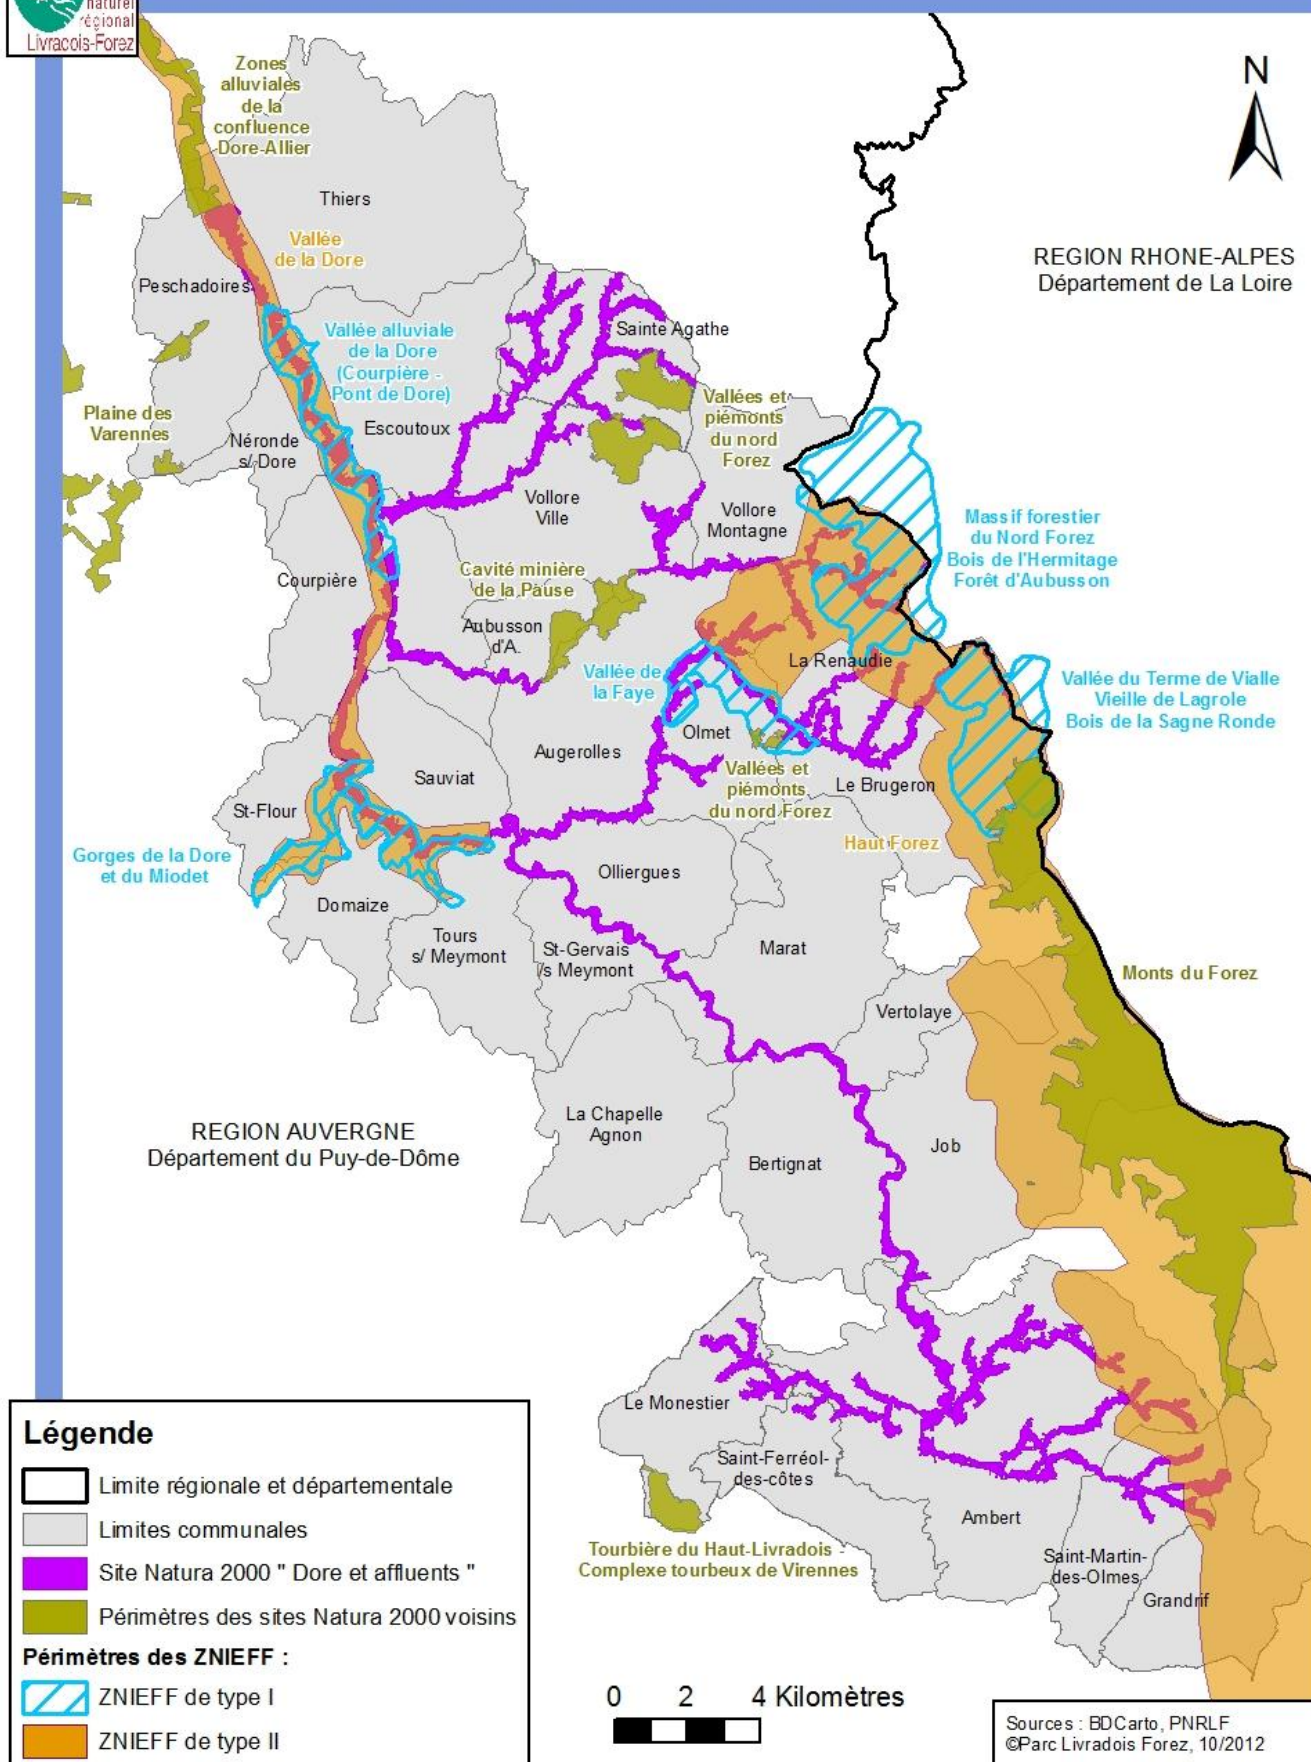 naturel
régional
Livradois-Forez
Zones
alluviales
de la
confluence
Dore-Allier
N
Thiers
REGION RHONE-ALPES
Département de La Loire
Vallée
de la Dore
Peschadoires
Vallée alluviale
de la Dore
(Courpière -
Pont de Dore)
Sainte Agathe
Plaine des
Varennes
Néronde
s/ Dore
Escoutoux
Vallées et
piémonts
du nord
Forez
Vollore
Ville
Vollore
Montagne
Massif forestier
du Nord Forez
Bois de l'Hermitage
Forêt d'Aubusson
Courpière
Cavité minière
de la Pause
Aubusson
d'A.
Vallée de
la Faye
La Renaudie
Vallée du Terme de Vialle
Vieille de Lagrole
Bois de la Sagne Ronde
Olmet
Augerolles
Sauviat
Vallées et
piémonts
du nord Forez
Le Brugeron
St-Flour
Haut Forez
Gorges de la Dore
et du Miodet
Olliergues
Domaize
Tours
s/ Meymont
St-Gervais
/s Meymont
Marat
Monts du Forez
Vertolaye
REGION AUVERGNE
Département du Puy-de-Dôme
La Chapelle
Agnon
Bertignat
Job
Le Monestier
Saint-Ferréol-
des-côtes
Ambert
Tourbière du Haut-Livradois -
Complexe tourbeux de Virennes
Saint-Martin-
des-Olmes
Grandrif
Légende
Limite régionale et départementale
Limites communales
Site Natura 2000 " Dore et affluents "
Périmètres des sites Natura 2000 voisins
Périmètres des ZNIEFF :
ZNIEFF de type I
ZNIEFF de type II
0 2 4 Kilomètres
Sources : BDCarto, PNRLF
©Parc Livradois Forez, 10/2012